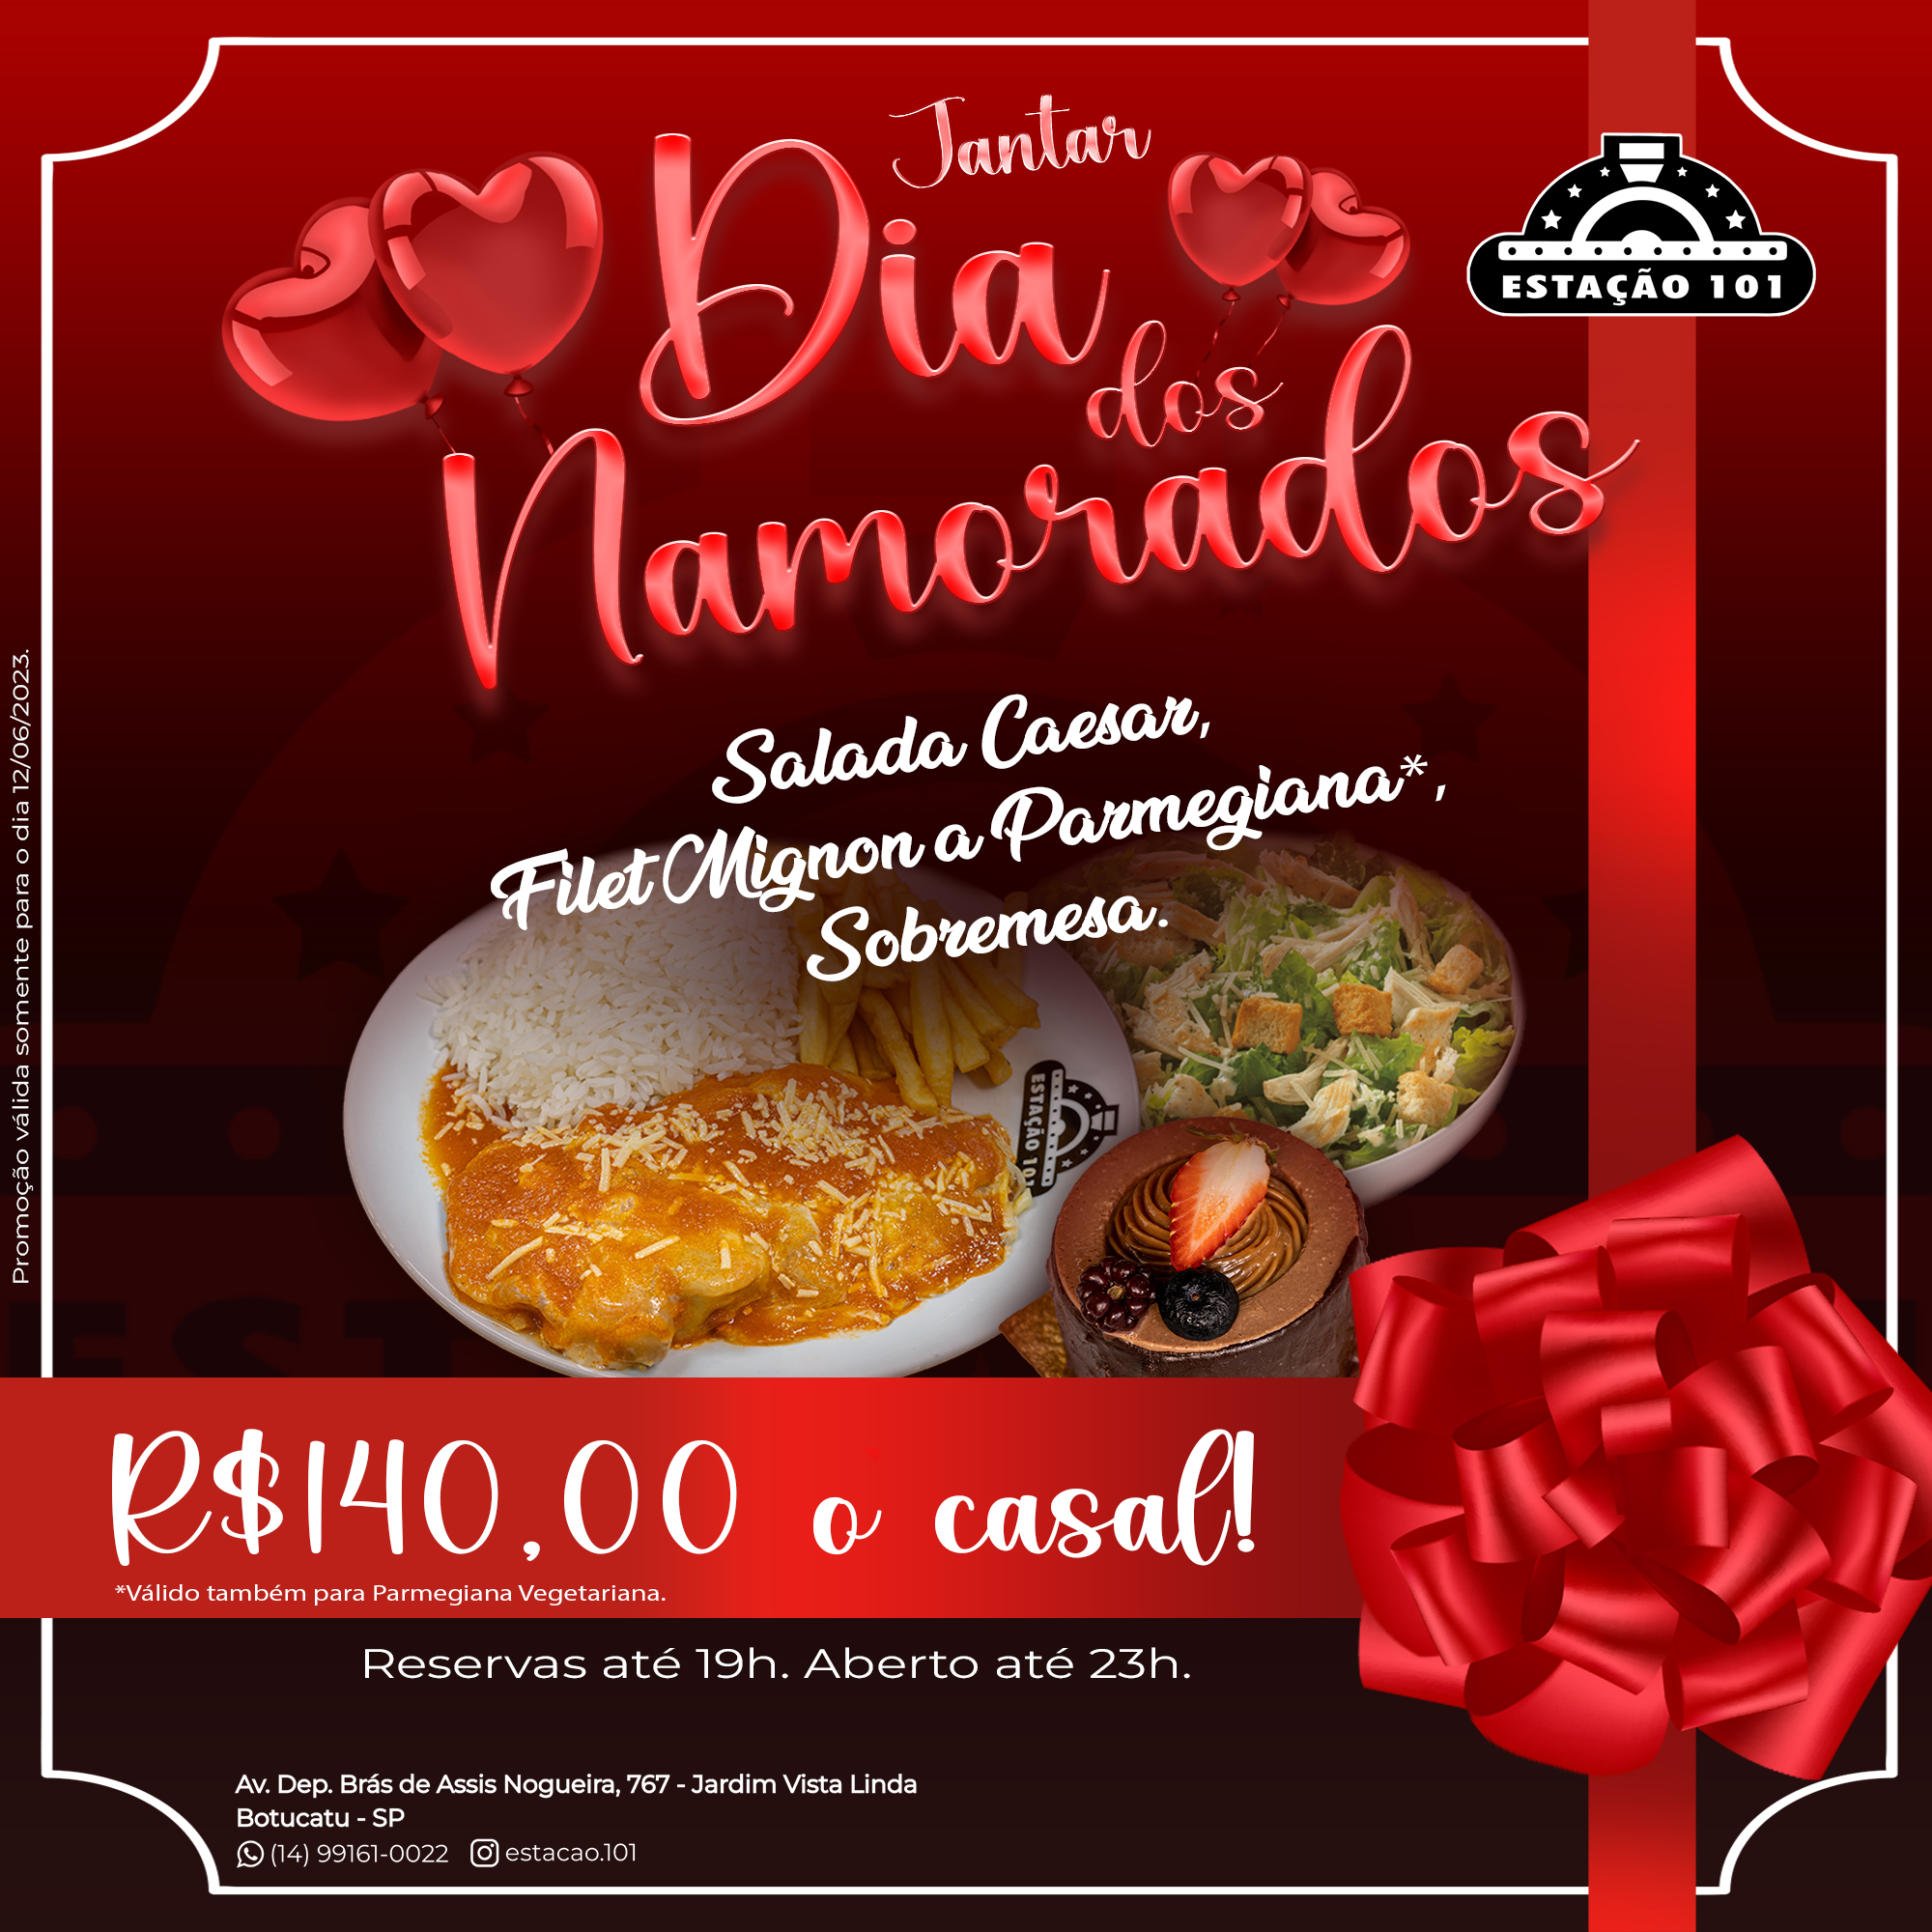 Jantar
Dia
dos
Namorados
ESTAÇÃO 101
Salada Caesar,
Filet Mignon a Parmegiana*,
Sobremesa.
ESTAÇÃO 101
R$140,00 o casal!
*Válido também para Parmegiana Vegetariana.
Reservas até 19h. Aberto até 23h.
Av. Dep. Brás de Assis Nogueira, 767 - Jardim Vista Linda
Botucatu - SP
(14) 99161-0022 estacao.101
Promoção válida somente para o dia 12/06/2023.